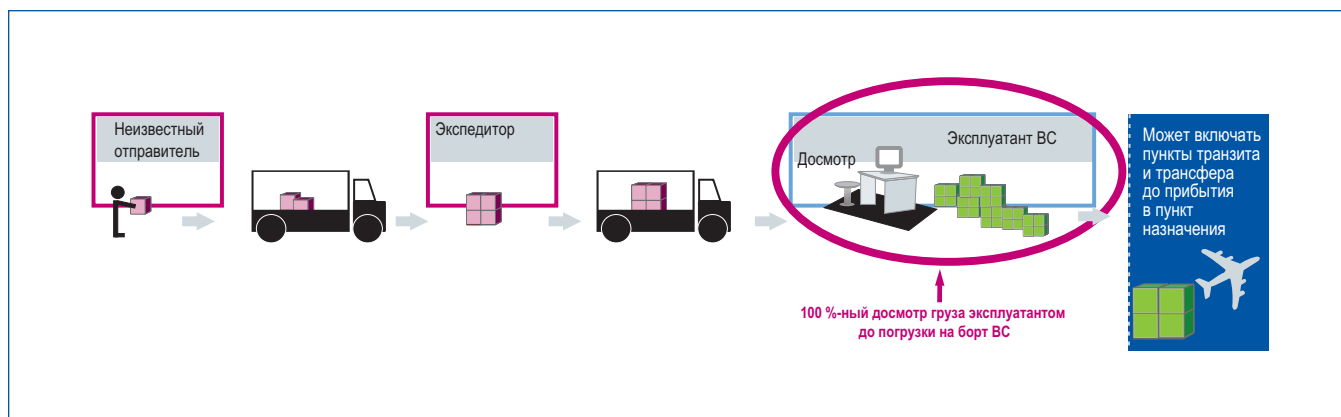 Неизвестный
отправитель
Экспедитор
Эксплуатант ВС
Досмотр
Может включать
пункты транзита
и трансфера
до прибытия
в пункт
назначения
100 %-ный досмотр груза эксплуатантом
до погрузки на борт ВС